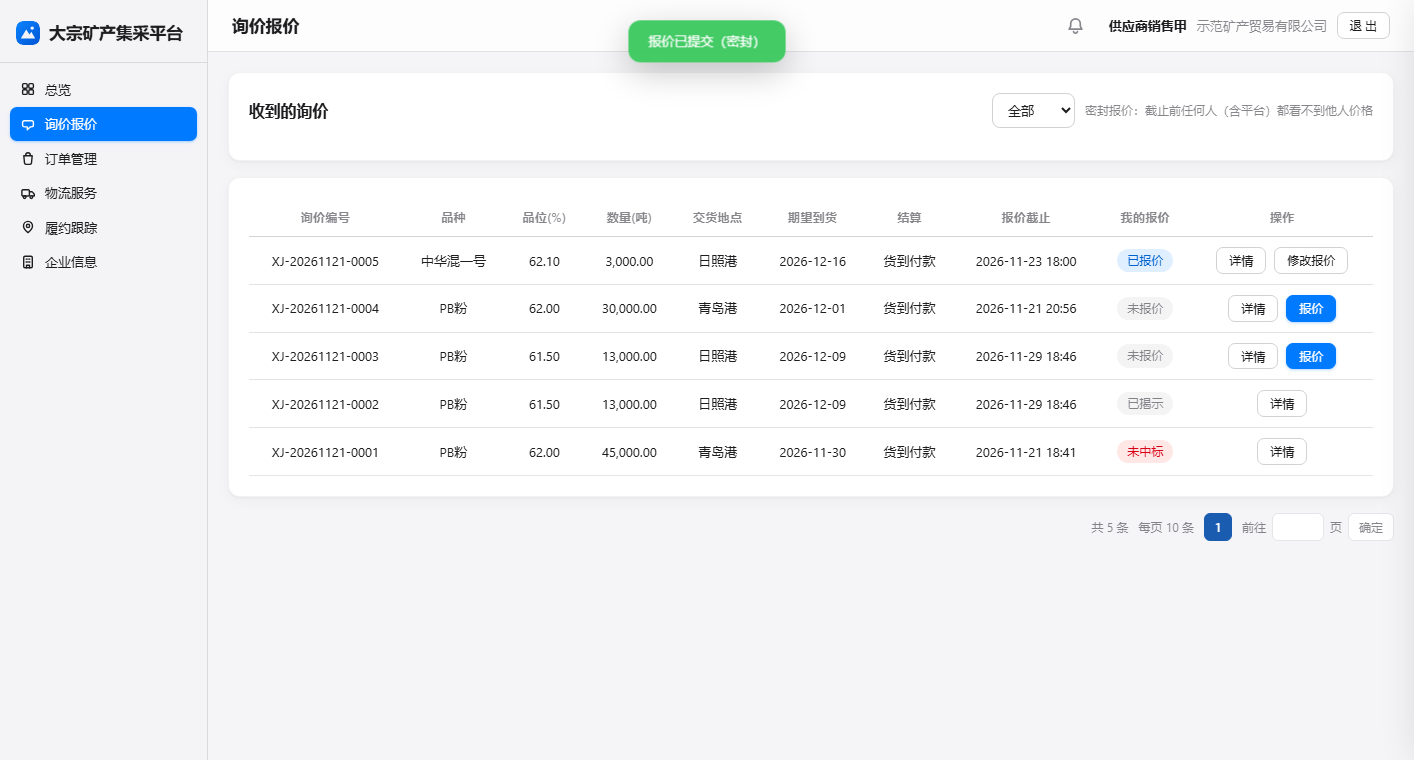 大宗矿产集采平台
询价报价
报价已提交（密封）
供应商销售甲 示范矿产贸易有限公司 退 出
总览
询价报价
订单管理
物流服务
履约跟踪
企业信息
收到的询价
全部 密封报价：截止前任何人（含平台）都看不到他人价格
询价编号 品种 品位(%) 数量(吨) 交货地点 期望到货 结算 报价截止 我的报价 操作
XJ-20261121-0005 中华混一号 62.10 3,000.00 日照港 2026-12-16 货到付款 2026-11-23 18:00 已报价 详情 修改报价
XJ-20261121-0004 PB粉 62.00 30,000.00 青岛港 2026-12-01 货到付款 2026-11-21 20:56 未报价 详情 报价
XJ-20261121-0003 PB粉 61.50 13,000.00 日照港 2026-12-09 货到付款 2026-11-29 18:46 未报价 详情 报价
XJ-20261121-0002 PB粉 61.50 13,000.00 日照港 2026-12-09 货到付款 2026-11-29 18:46 已揭示 详情
XJ-20261121-0001 PB粉 62.00 45,000.00 青岛港 2026-11-30 货到付款 2026-11-21 18:41 未中标 详情
共 5 条 每页 10 条 1 前往 页 确定